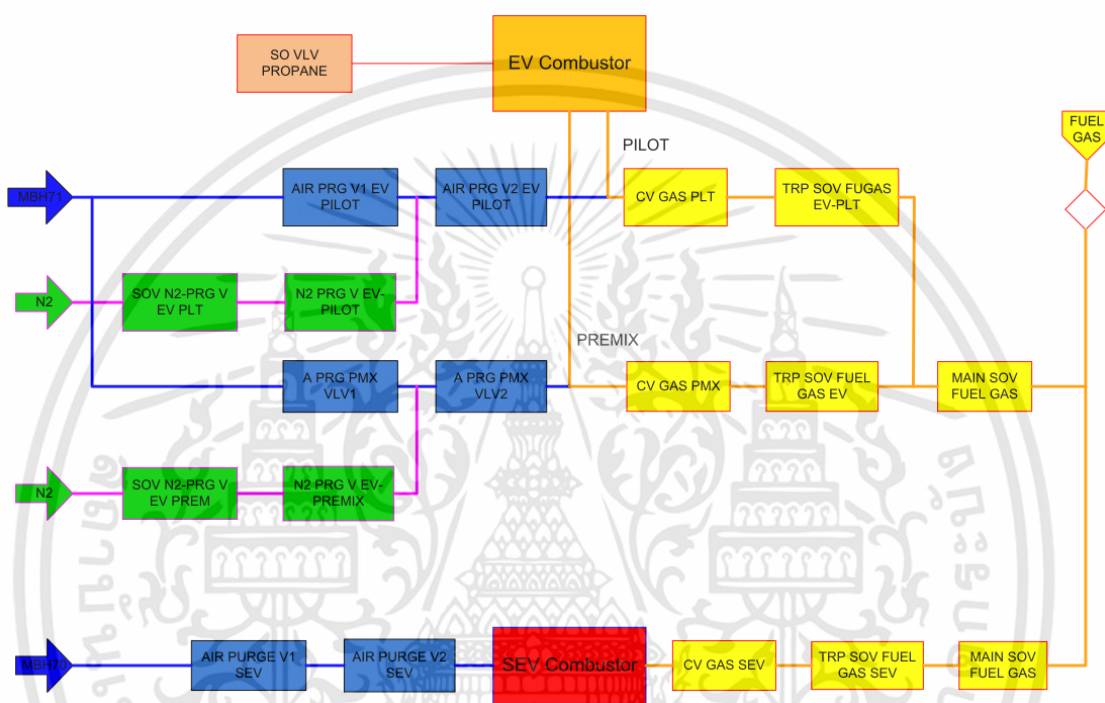 SO VLV
PROPANE
EV Combustor
FUEL
GAS
PILOT
MBH71
AIR PRG V1 EV
PILOT
AIR PRG V2 EV
PILOT
CV GAS PLT
TRP SOV FUGAS
EV-PLT
N2
SOV N2-PRG V
EV PLT
N2 PRG V EV-
PILOT
PREMIX
A PRG PMX
VLV1
A PRG PMX
VLV2
CV GAS PMX
TRP SOV FUEL
GAS EV
MAIN SOV
FUEL GAS
N2
SOV N2-PRG V
EV PREM
N2 PRG V EV-
PREMIX
MBH70
AIR PURGE V1
SEV
AIR PURGE V2
SEV
SEV Combustor
CV GAS SEV
TRP SOV FUEL
GAS SEV
MAIN SOV
FUEL GAS